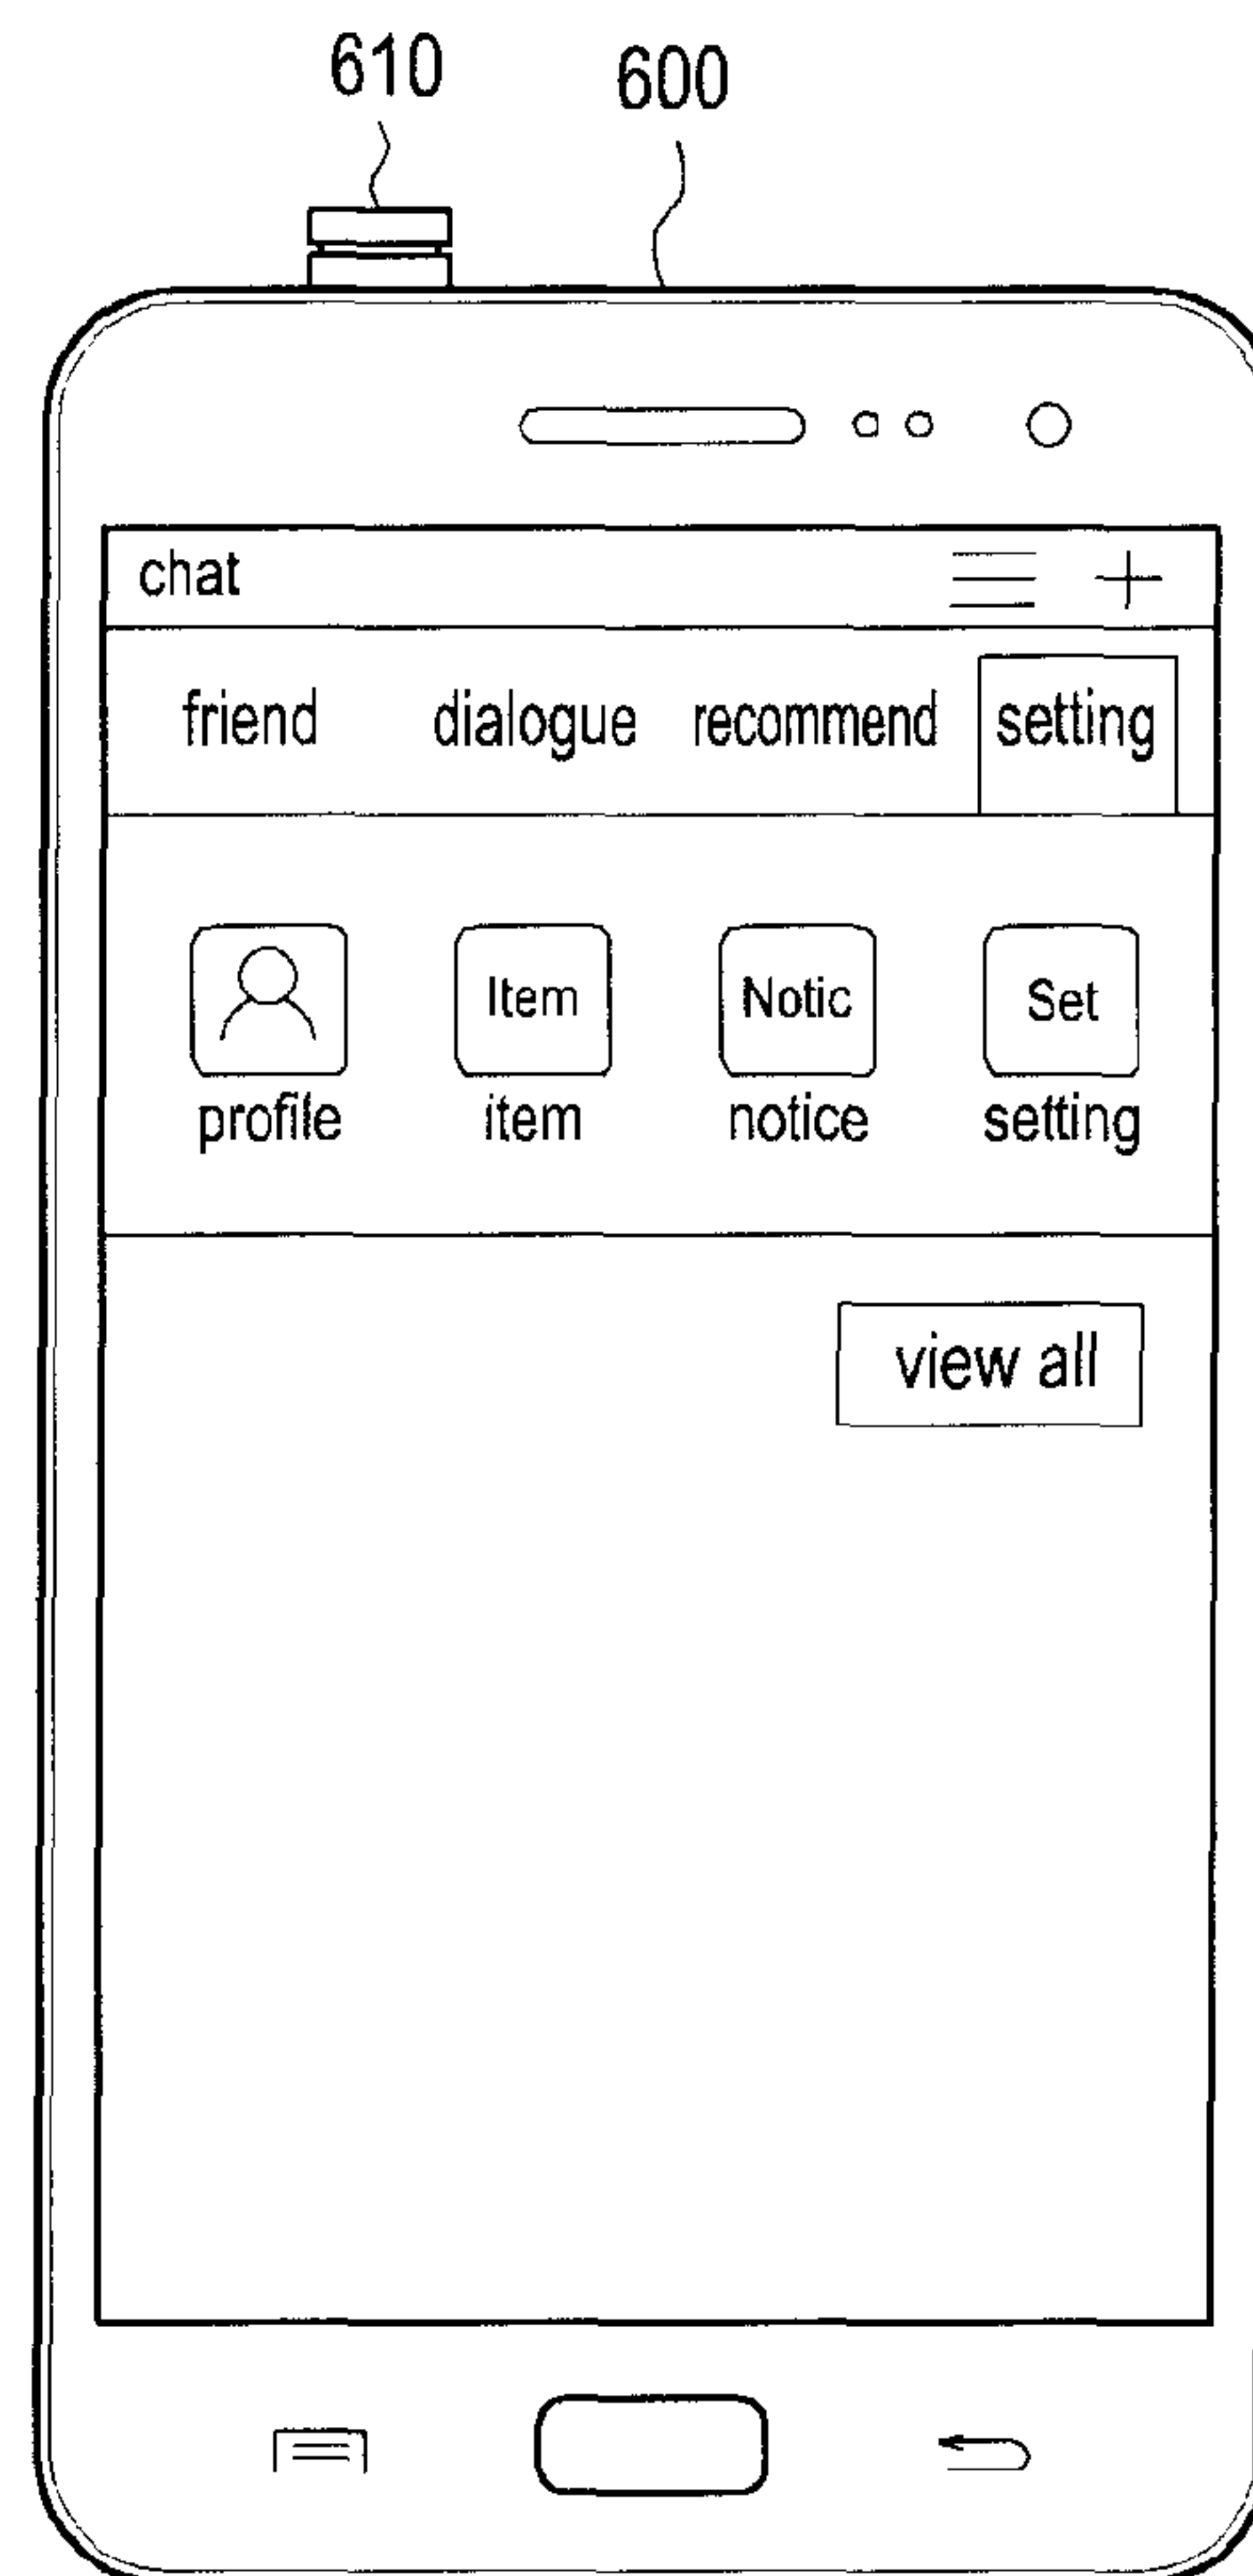 610 600
chat
friend dialogue recommend setting
Item Notic Set
profile item notice setting
view all